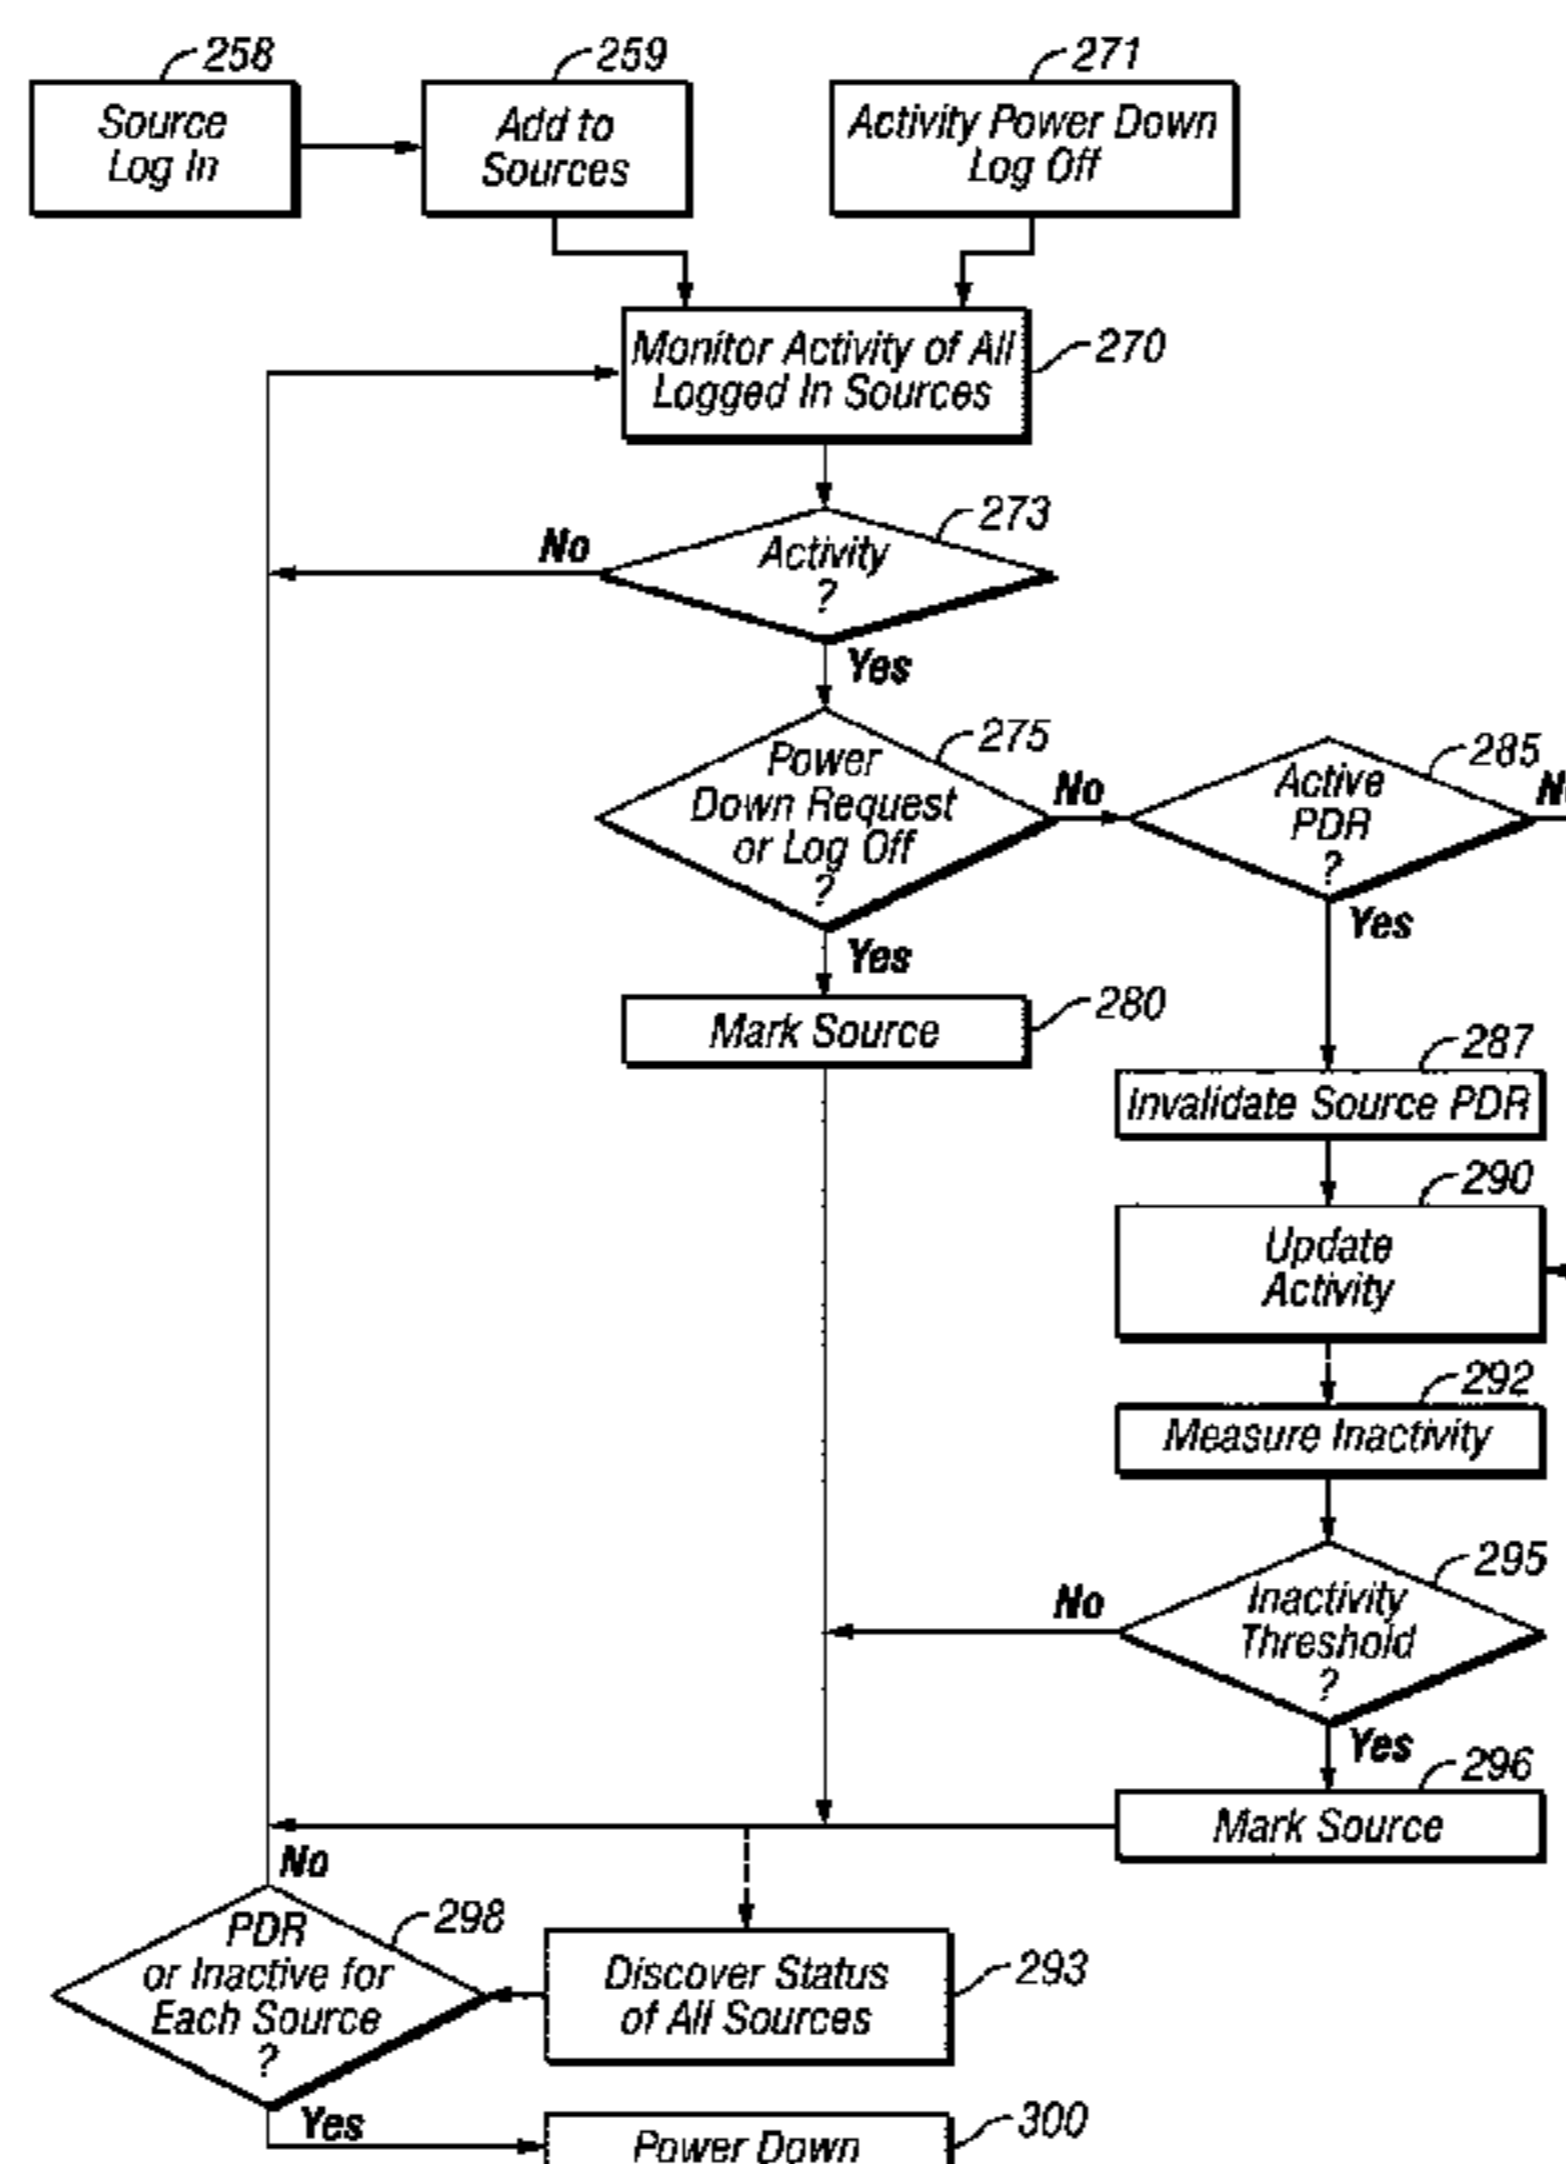 258
259
271
Source
Log In
Add to
Sources
Activity Power Down
Log Off
Monitor Activity of All
Logged In Sources
270
273
No
Activity
?
Yes
275
Power
Down Request
or Log Off
?
No
285
Active
PDR
?
Yes
Yes
280
Mark Source
287
Invalidate Source PDR
290
Update
Activity
292
Measure Inactivity
295
No
Inactivity
Threshold
?
Yes
296
Mark Source
No
298
PDR
or Inactive for
Each Source
?
293
Discover Status
of All Sources
Yes
300
Power Down